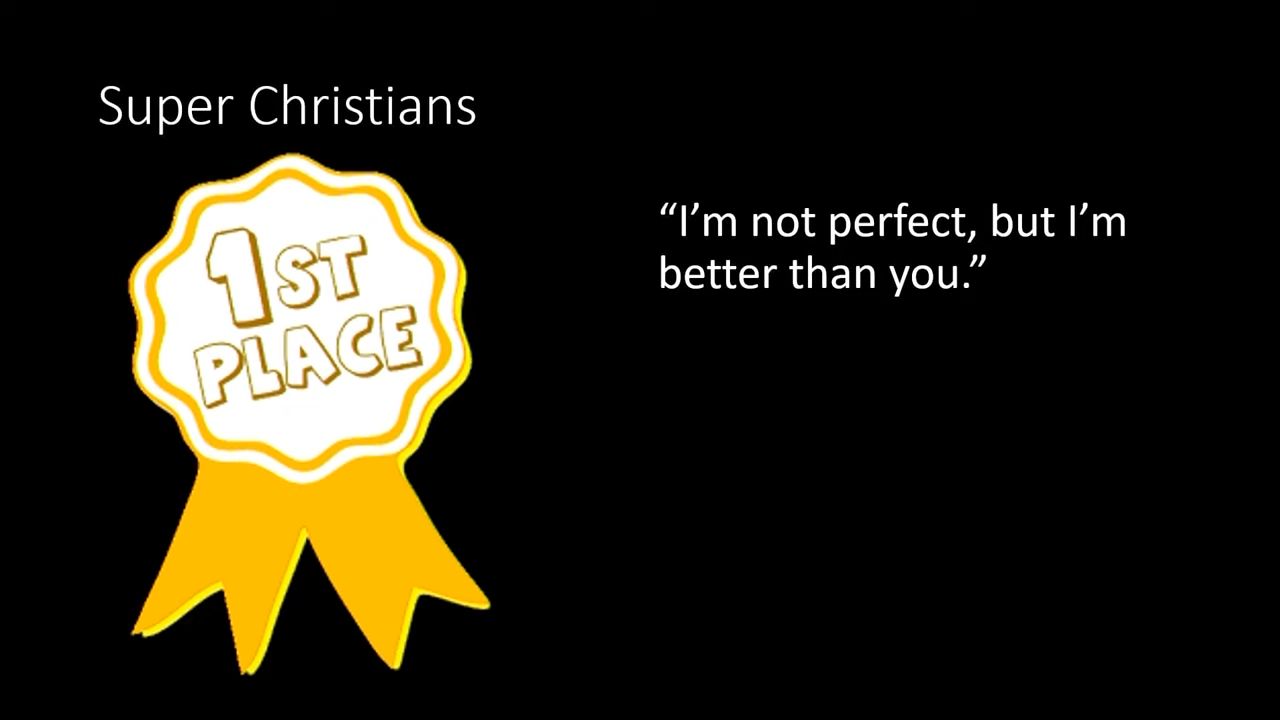 Super Christians
1ST
PLACE
“I’m not perfect, but I’m
better than you.”